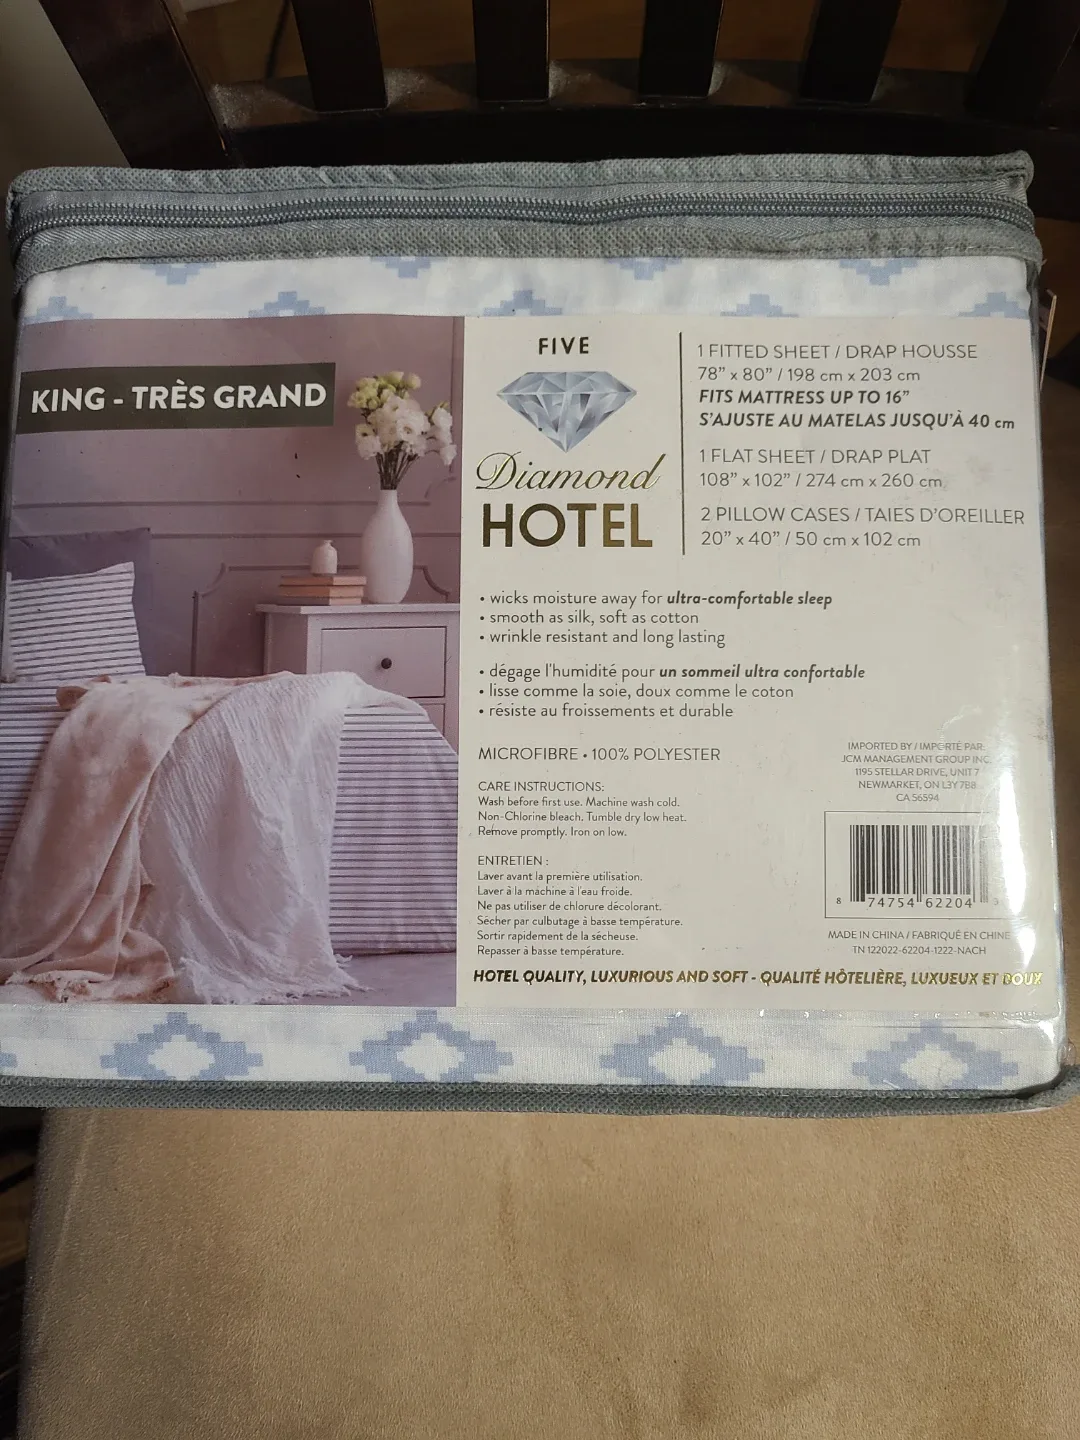 KING - TRÈS GRAND
FIVE
Diamond
HOTEL
1 FITTED SHEET / DRAP HOUSSE
78" x 80" / 198 cm x 203 cm
FITS MATTRESS UP TO 16"
S'AJUSTE AU MATELAS JUSQU'À 40 cm
1 FLAT SHEET / DRAP PLAT
108" x 102" / 274 cm x 260 cm
2 PILLOW CASES / TAIES D'OREILLER
20" x 40" / 50 cm x 102 cm
• wicks moisture away for ultra-comfortable sleep
• smooth as silk, soft as cotton
• wrinkle resistant and long lasting
• dégage l'humidité pour un sommeil ultra confortable
• lisse comme la soie, doux comme le coton
• résiste au froissements et durable
MICROFIBRE • 100% POLYESTER
CARE INSTRUCTIONS:
Wash before first use. Machine wash cold.
Non-Chlorine bleach. Tumble dry low heat.
Remove promptly. Iron on low.
ENTRETIEN :
Laver avant la première utilisation.
Laver à la machine à l'eau froide.
Ne pas utiliser de chlorure décolorant.
Sécher par culbutage à basse température.
Sortir rapidement de la sécheuse.
Repasser à basse température.
IMPORTED BY / IMPORTÉ PAR:
JCM MANAGEMENT GROUP INC.
1195 STELLAR DRIVE, UNIT 7
NEWMARKET, ON L3Y 7B8
CA 56594
8 74754 62204
MADE IN CHINA / FABRIQUÉ EN CHINE
TN 122022-62204-1222-NACH
HOTEL QUALITY, LUXURIOUS AND SOFT - QUALITÉ HÔTELIÈRE, LUXUEUX ET DOUX